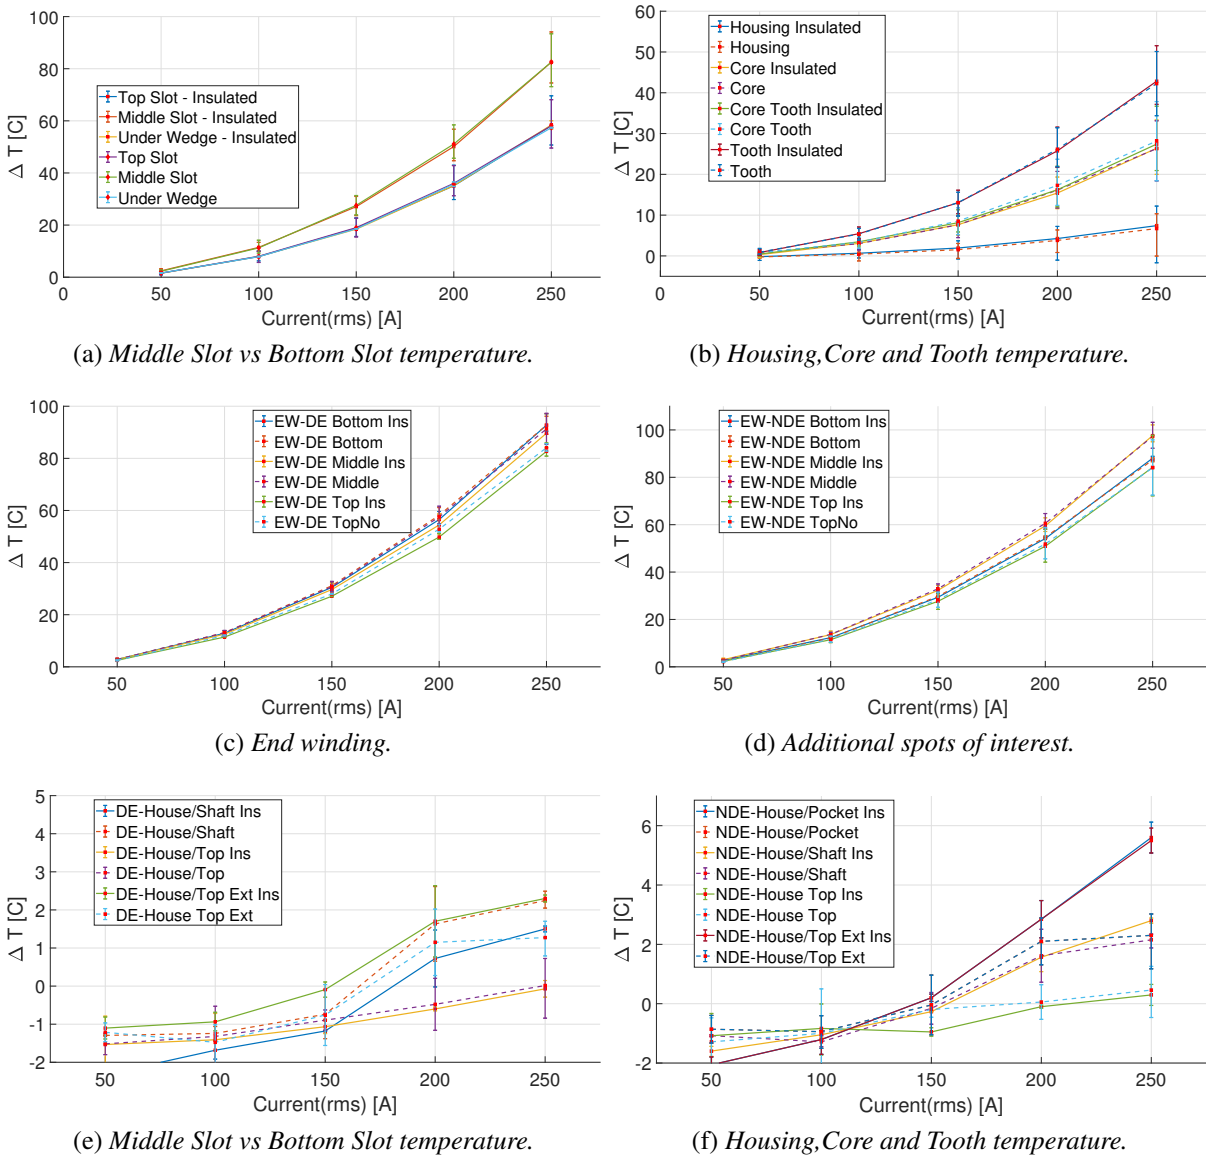 100
80
60
40
20
0
Δ T [C]
Top Slot - Insulated
Middle Slot - Insulated
Under Wedge - Insulated
Top Slot
Middle Slot
Under Wedge
0 50 100 150 200 250
Current(rms) [A]
(a) Middle Slot vs Bottom Slot temperature.
60
50
40
30
20
10
0
Δ T [C]
Housing Insulated
Housing
Core Insulated
Core
Core Tooth Insulated
Core Tooth
Tooth Insulated
Tooth
0 50 100 150 200 250
Current(rms) [A]
(b) Housing,Core and Tooth temperature.
100
80
60
40
20
0
Δ T [C]
EW-DE Bottom Ins
EW-DE Bottom
EW-DE Middle Ins
EW-DE Middle
EW-DE Top Ins
EW-DE TopNo
50 100 150 200 250
Current(rms) [A]
(c) End winding.
100
80
60
40
20
0
Δ T [C]
EW-NDE Bottom Ins
EW-NDE Bottom
EW-NDE Middle Ins
EW-NDE Middle
EW-NDE Top Ins
EW-NDE TopNo
50 100 150 200 250
Current(rms) [A]
(d) Additional spots of interest.
5
4
3
2
1
0
-1
-2
Δ T [C]
DE-House/Shaft Ins
DE-House/Shaft
DE-House/Top Ins
DE-House/Top
DE-House/Top Ext Ins
DE-House Top Ext
50 100 150 200 250
Current(rms) [A]
(e) Middle Slot vs Bottom Slot temperature.
6
4
2
0
-2
Δ T [C]
NDE-House/Pocket Ins
NDE-House/Pocket
NDE-House/Shaft Ins
NDE-House/Shaft
NDE-House Top Ins
NDE-House Top
NDE-House/Top Ext Ins
NDE-House/Top Ext
50 100 150 200 250
Current(rms) [A]
(f) Housing,Core and Tooth temperature.